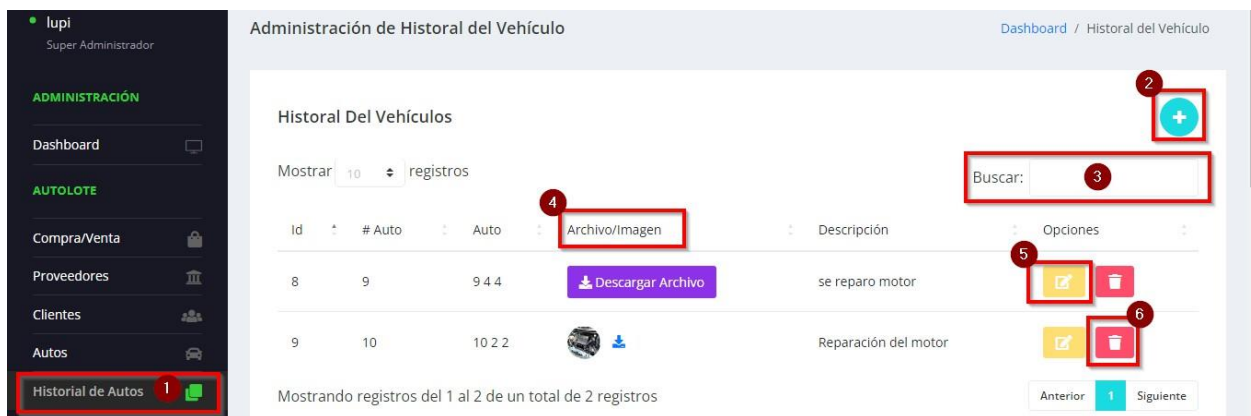 lupi
Super Administrador
ADMINISTRACIÓN
Dashboard
AUTOLOTE
Compra/Venta
Proveedores
Clientes
Autos
Historial de Autos 1
Administración de Historal del Vehículo
Dashboard / Historal del Vehículo
2
Historal Del Vehículos
Mostrar 10 registros
Buscar: 3
4
Id # Auto Auto Archivo/Imagen Descripción Opciones
5
8 9 9 4 4 Descargar Archivo se reparo motor
6
9 10 10 2 2 Reparación del motor
Mostrando registros del 1 al 2 de un total de 2 registros
Anterior 1 Siguiente